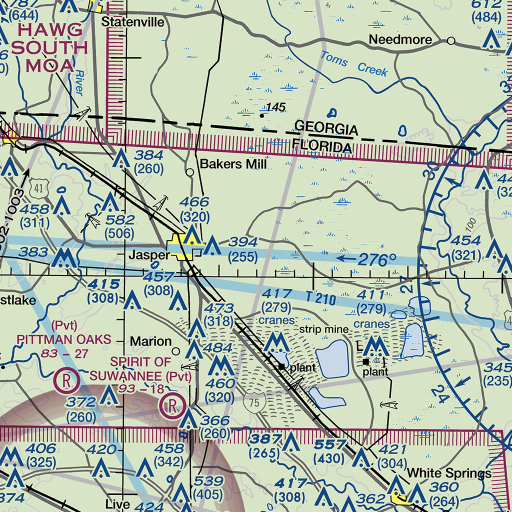 787
(644)
Statenville
HAWG
SOUTH
MOA
River
612
(484)
Needmore
Toms Creek
145
GEORGIA
FLORIDA
30
384
(260)
Bakers Mill
41
466
(320)
458
(311)
582
(506)
383
394
(255)
276°
454
(321)
Jasper
457
(308)
415
(308)
T 210
417
(279)
cranes
411
(279)
cranes
473
(318)
strip mine
(Pvt)
PITTMAN OAKS
83 - 27
Marion
484
plant
plant
SPIRIT OF
SUWANNEE (Pvt)
93 - 18
460
(320)
345
(235)
24
75
372
(260)
366
(260)
387
(265)
557
(430)
421
(304)
406
(325)
420
458
(342)
White Springs
374
539
(405)
417
(308)
362
360
(264)
Live
424